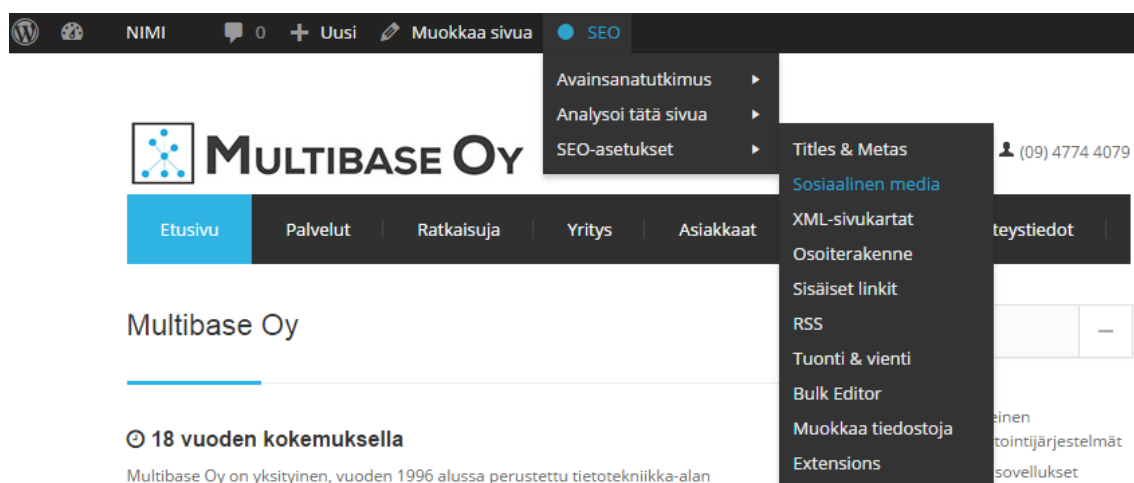 NIMI 0 Uusi Muokkaa sivua SEO
Avainsanatutkimus
Analysoi tätä sivua
SEO-asetukset
Titles & Metas
Sosiaalinen media
XML-sivukartat
Osoiterakenne
Sisäiset linkit
RSS
Tuonti & vienti
Bulk Editor
Muokkaa tiedostoja
Extensions
MULTIBASE OY
(09) 4774 4079
Etusivu Palvelut Ratkaisuja Yritys Asiakkaat teystiedot
Multibase Oy
18 vuoden kokemuksella
Multibase Oy on yksityinen, vuoden 1996 alussa perustettu tietotekniikka-alan
einen
tointijärjestelmät
sovellukset